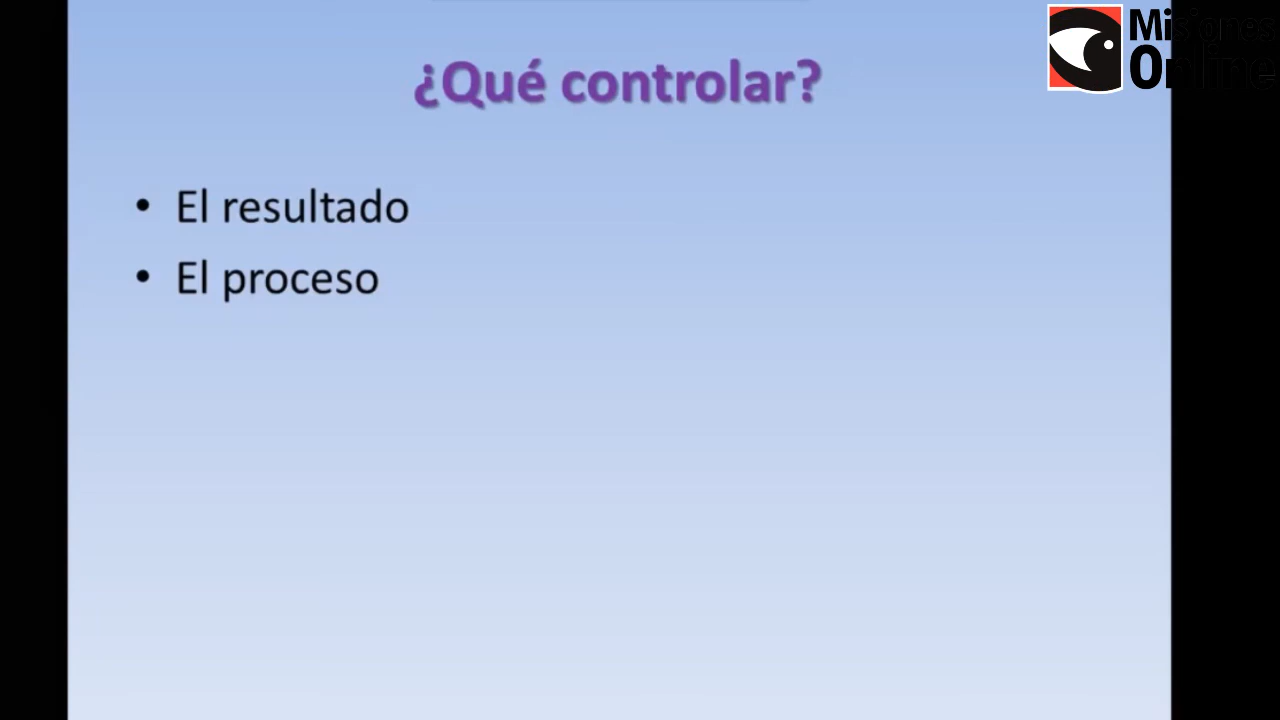 ¿Qué controlar?
• El resultado
• El proceso
Misiones
Online